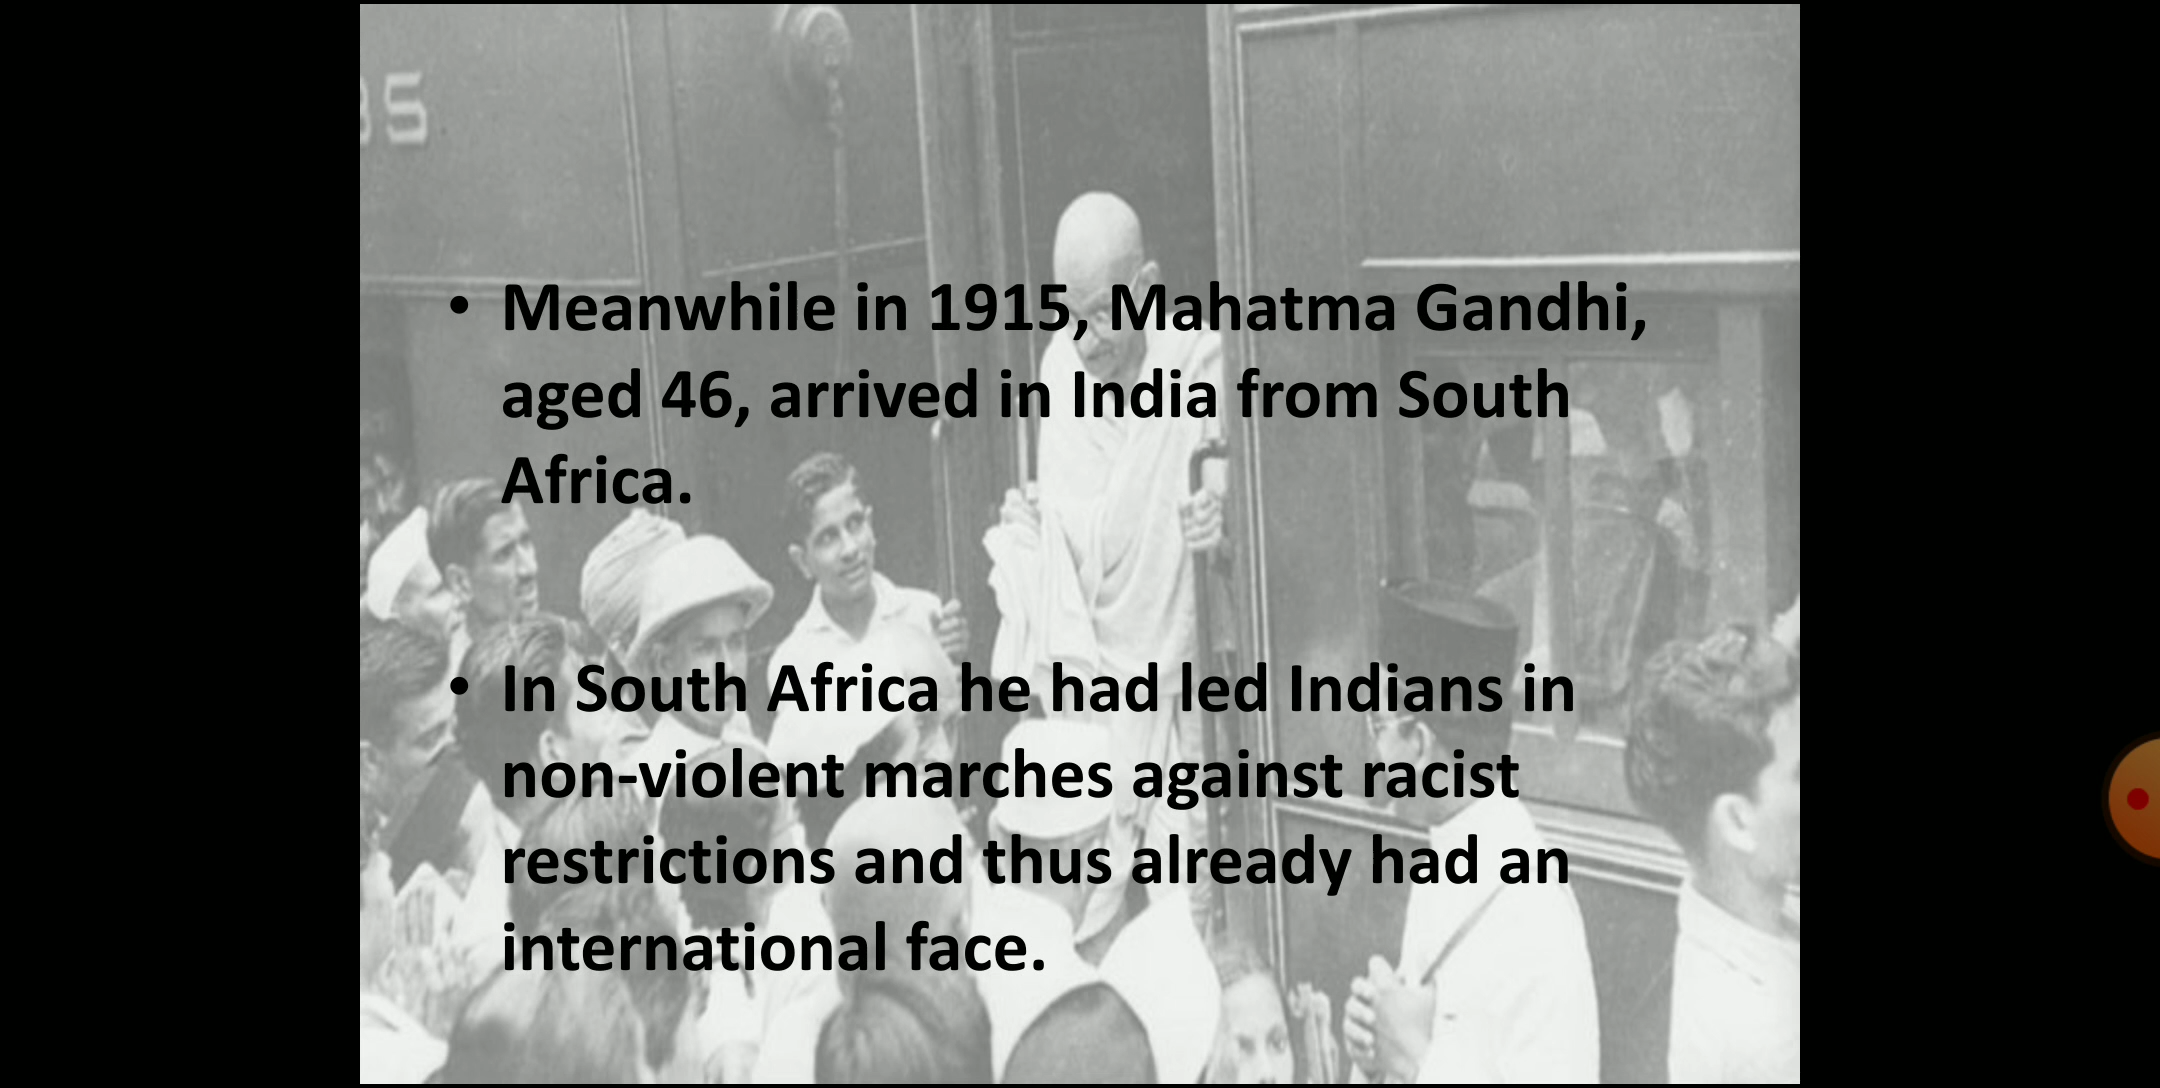 35
• Meanwhile in 1915, Mahatma Gandhi,
aged 46, arrived in India from South
Africa.
• In South Africa he had led Indians in
non-violent marches against racist
restrictions and thus already had an
international face.